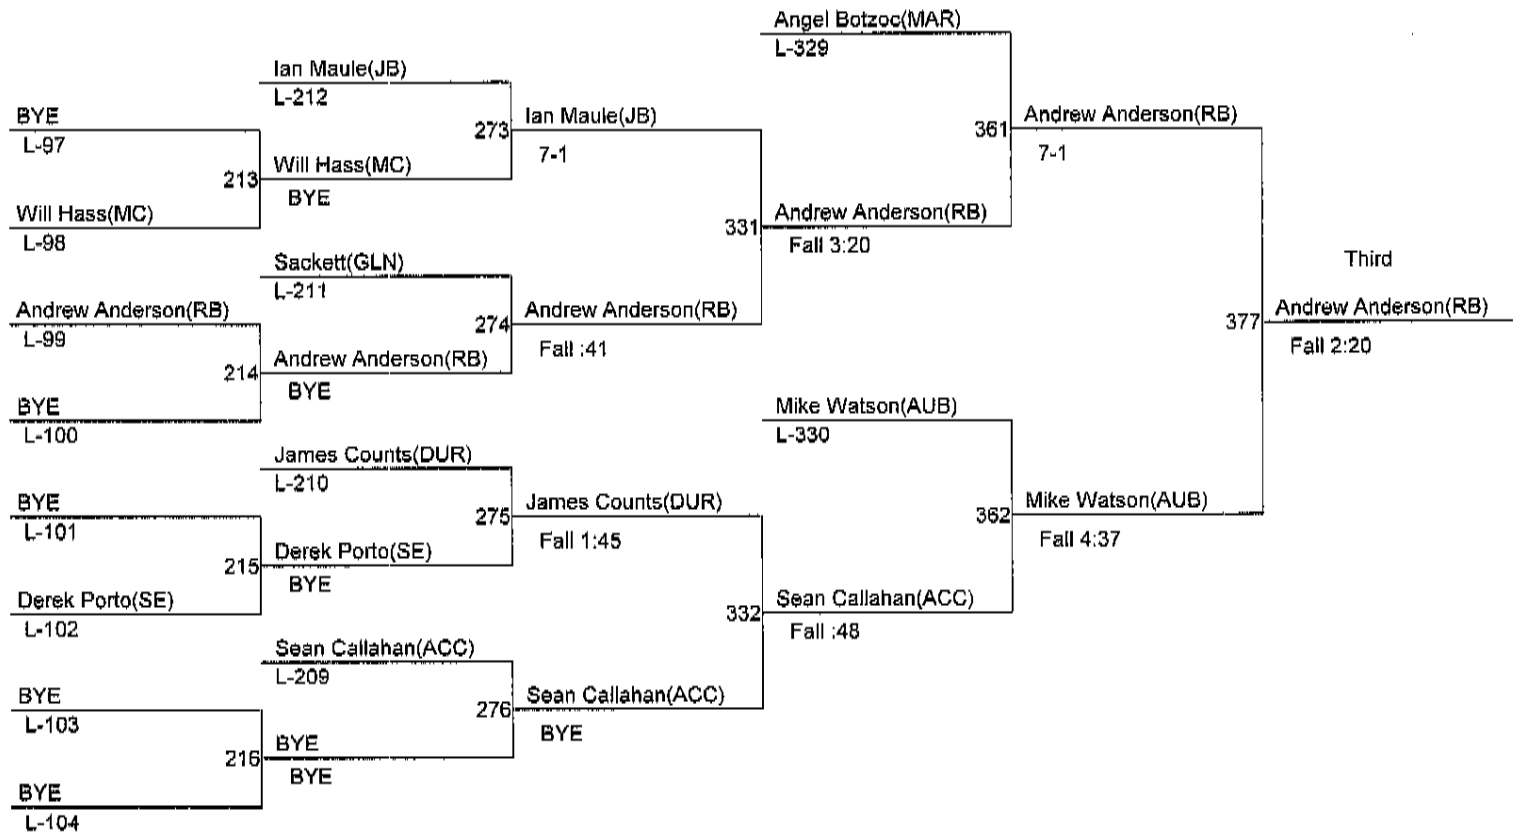 Angel Botzoc(MAR)
L-329
Ian Maule(JB)
L-212
BYE
L-97
273
Ian Maule(JB)
7-1
361
Andrew Anderson(RB)
7-1
213
Will Hass(MC)
BYE
Will Hass(MC)
L-98
331
Andrew Anderson(RB)
Fall 3:20
Sackett(GLN)
L-211
Third
Andrew Anderson(RB)
L-99
274
Andrew Anderson(RB)
Fall :41
377
Andrew Anderson(RB)
Fall 2:20
214
Andrew Anderson(RB)
BYE
BYE
L-100
Mike Watson(AUB)
L-330
James Counts(DUR)
L-210
BYE
L-101
275
James Counts(DUR)
Fall 1:45
362
Mike Watson(AUB)
Fall 4:37
215
Derek Porto(SE)
BYE
Derek Porto(SE)
L-102
332
Sean Callahan(ACC)
Fall :48
Sean Callahan(ACC)
L-209
BYE
L-103
276
Sean Callahan(ACC)
BYE
216
BYE
BYE
BYE
L-104